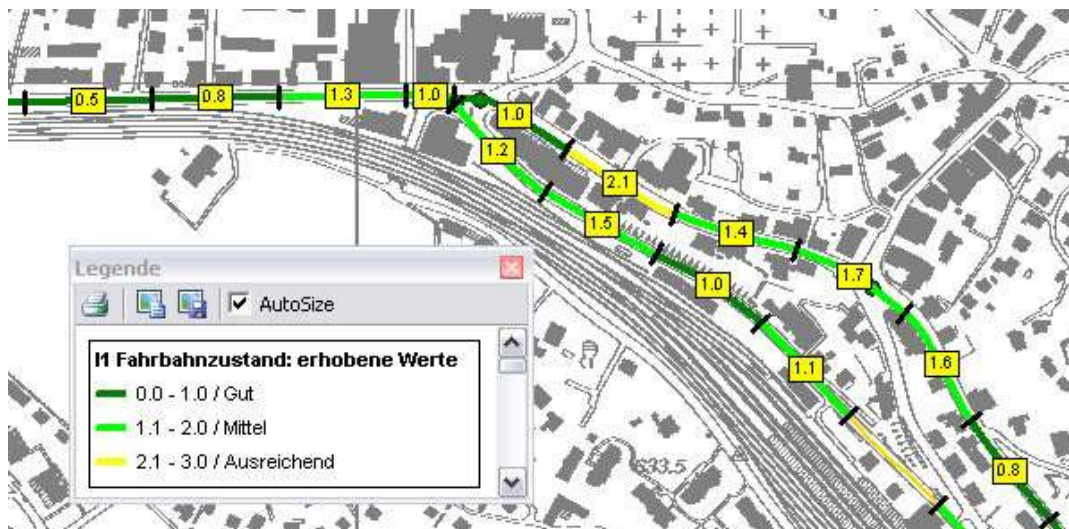 0.5
0.8
1.3
1.0
1.0
1.2
2.1
1.5
1.4
1.0
1.7
1.1
1.6
0.8
633.5
Legende
AutoSize
I1 Fahrbahnzustand: erhobene Werte
0.0 - 1.0 / Gut
1.1 - 2.0 / Mittel
2.1 - 3.0 / Ausreichend